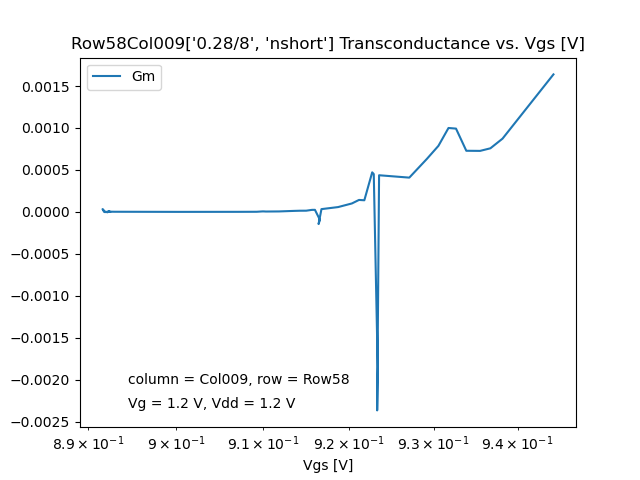 Row58Col009['0.28/8', 'nshort'] Transconductance vs. Vgs [V]
Gm
0.0015
0.0010
0.0005
0.0000
−0.0005
−0.0010
−0.0015
−0.0020
−0.0025
column = Col009, row = Row58
Vg = 1.2 V, Vdd = 1.2 V
8.9 × 10⁻¹ 9 × 10⁻¹ 9.1 × 10⁻¹ 9.2 × 10⁻¹ 9.3 × 10⁻¹ 9.4 × 10⁻¹
Vgs [V]